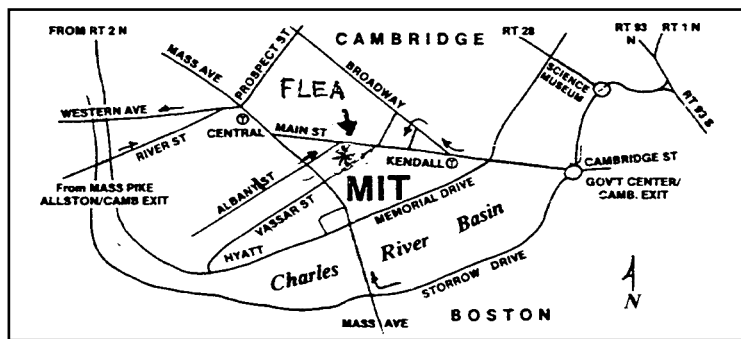 FROM RT 2 N
MASS AVE
PROSPECT ST
CAMBRIDGE
RT 28
RT 93
N
RT 1 N
SCIENCE
MUSEUM
RT 93 S
BROADWAY
FLEA
WESTERN AVE
RIVER ST
T
CENTRAL
MAIN ST
KENDALL T
CAMBRIDGE ST
GOV'T CENTER/
CAMB. EXIT
From MASS PIKE
ALLSTON/CAMB EXIT
ALBANY ST
MIT
VASSAR ST
MEMORIAL DRIVE
HYATT
Charles River Basin
STORROW DRIVE
N
MASS AVE
BOSTON